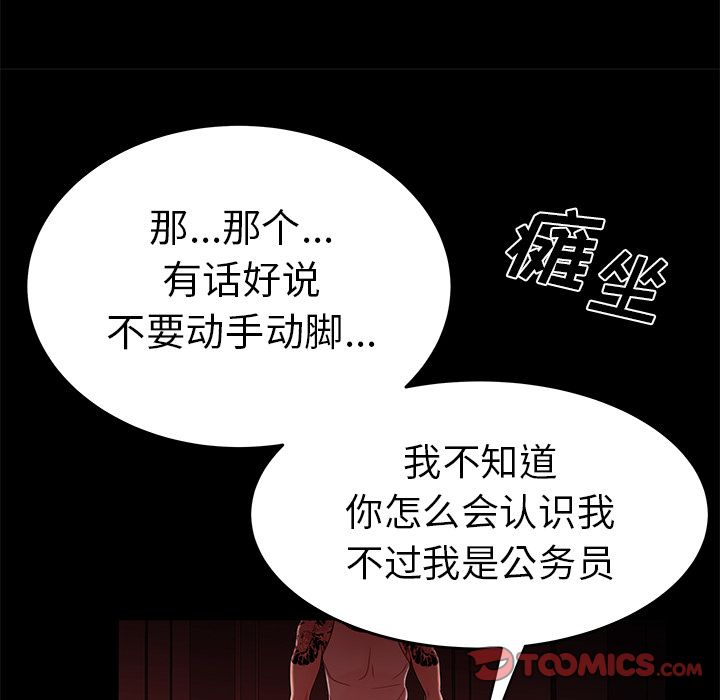 那...那个...
有话好说
不要动手动脚...
瘫坐
我不知道
你怎么会认识我
不过我是公务员
TOOMICS.COM